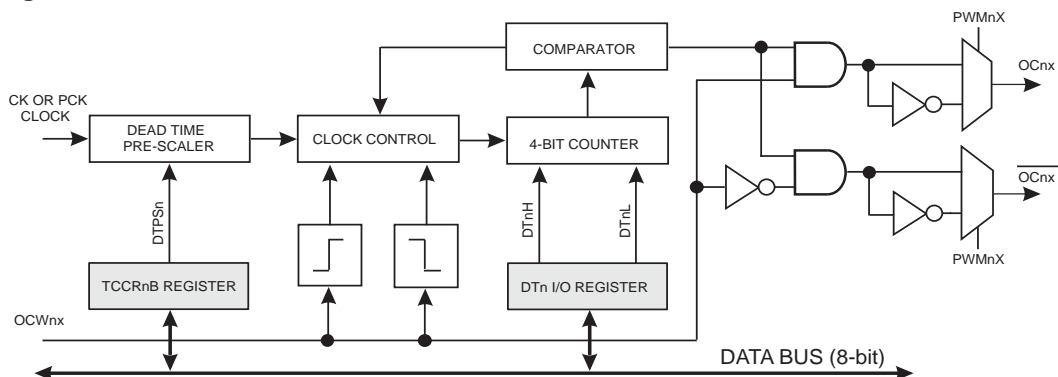 PWMnX
COMPARATOR
OCnx
CK OR PCK
CLOCK
DEAD TIME
PRE-SCALER
CLOCK CONTROL
4-BIT COUNTER
OCnx
DTPSn
DTnH
DTnL
PWMnX
TCCRnB REGISTER
DTn I/O REGISTER
OCWnx
DATA BUS (8-bit)